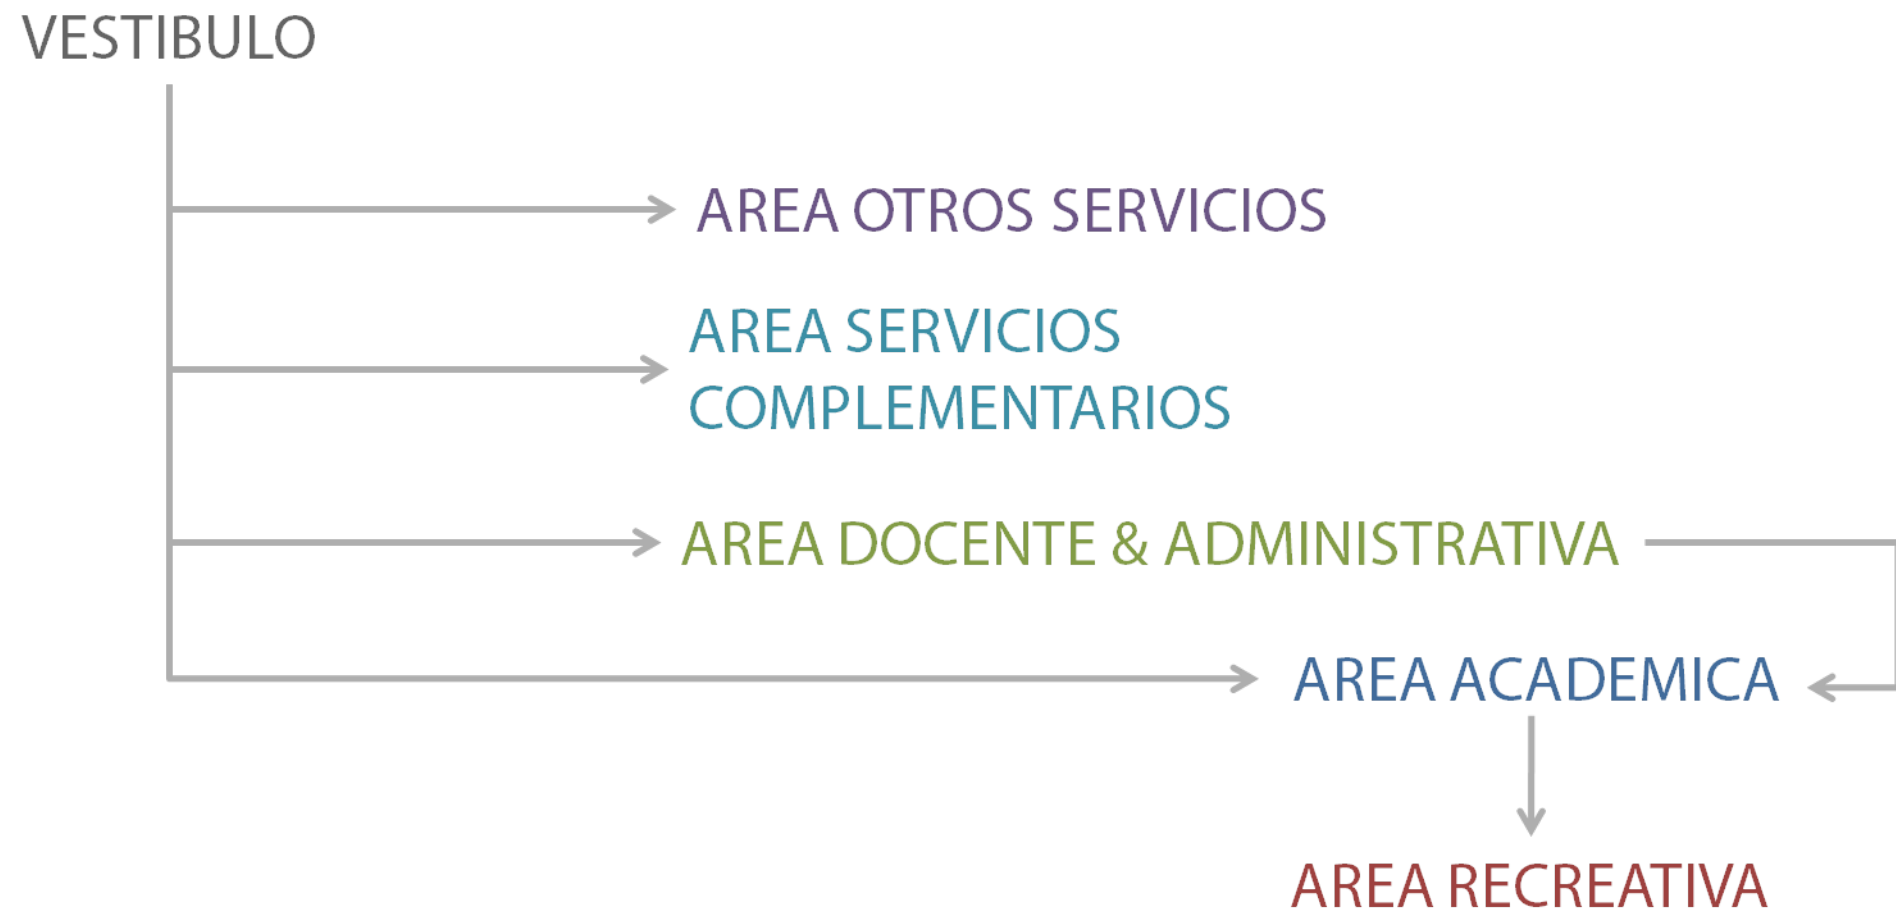 VESTIBULO
AREA OTROS SERVICIOS
AREA SERVICIOS
COMPLEMENTARIOS
AREA DOCENTE & ADMINISTRATIVA
AREA ACADEMICA
AREA RECREATIVA